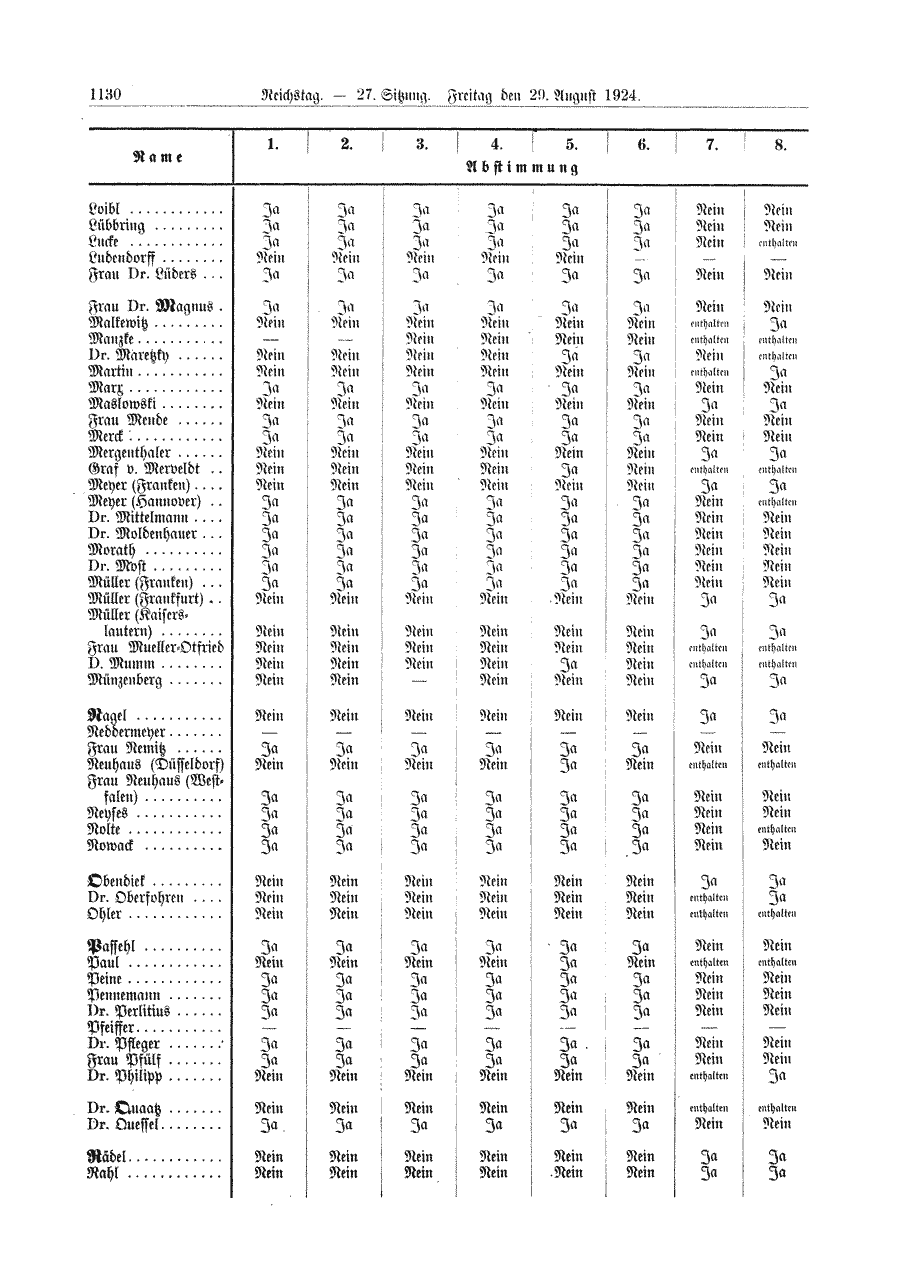 1130 Reichstag. — 27. Sitzung. Freitag den 29. August 1924.
Name 1. 2. 3. 4. 5. 6. 7. 8.
Abstimmung
Loibl ............ Ja Ja Ja Ja Ja Ja Nein Nein
Lübbring ......... Ja Ja Ja Ja Ja Ja Nein Nein
Lucke ............ Ja Ja Ja Ja Ja Ja Nein enthalten
Ludendorff ........ Nein Nein Nein Nein Nein — — —
Frau Dr. Lüders ... Ja Ja Ja Ja Ja Ja Nein Nein
Frau Dr. Magnus . Ja Ja Ja Ja Ja Ja Nein Nein
Malkewitz ......... Nein Nein Nein Nein Nein Nein enthalten Ja
Manzke ........... — — Nein Nein Nein Nein enthalten enthalten
Dr. Maretzky ...... Nein Nein Nein Nein Ja Ja Nein enthalten
Martin ........... Nein Nein Nein Nein Nein Nein enthalten Ja
Marx ............ Ja Ja Ja Ja Ja Ja Nein Nein
Maslowski ........ Nein Nein Nein Nein Nein Nein Ja Ja
Frau Mende ...... Ja Ja Ja Ja Ja Ja Nein Nein
Merck ............ Ja Ja Ja Ja Ja Ja Nein Nein
Mergenthaler ...... Nein Nein Nein Nein Nein Nein Ja Ja
Graf v. Merveldt .. Nein Nein Nein Nein Ja Nein enthalten enthalten
Meyer (Franken) .... Nein Nein Nein Nein Nein Nein Ja Ja
Meyer (Hannover) .. Ja Ja Ja Ja Ja Ja Nein enthalten
Dr. Mittelmann .... Ja Ja Ja Ja Ja Ja Nein Nein
Dr. Moldenhauer ... Ja Ja Ja Ja Ja Ja Nein Nein
Morath .......... Ja Ja Ja Ja Ja Ja Nein Nein
Dr. Most ......... Ja Ja Ja Ja Ja Ja Nein Nein
Müller (Franken) ... Ja Ja Ja Ja Ja Ja Nein Nein
Müller (Frankfurt) .. Nein Nein Nein Nein Nein Nein Ja Ja
Müller (Kaisers-
lautern) ........ Nein Nein Nein Nein Nein Nein Ja Ja
Frau Mueller-Otfried Nein Nein Nein Nein Nein Nein enthalten enthalten
D. Mumm ........ Nein Nein Nein Nein Ja Nein enthalten enthalten
Münzenberg ....... Nein Nein — Nein Nein Nein Ja Ja
Nagel ........... Nein Nein Nein Nein Nein Nein Ja Ja
Neddermeyer ....... — — — — — — — —
Frau Nemitz ...... Ja Ja Ja Ja Ja Ja Nein Nein
Neuhaus (Düsseldorf) Nein Nein Nein Nein Ja Nein enthalten enthalten
Frau Neuhaus (West-
falen) .......... Ja Ja Ja Ja Ja Ja Nein Nein
Neyses ........... Ja Ja Ja Ja Ja Ja Nein Nein
Nolte ............ Ja Ja Ja Ja Ja Ja Nein enthalten
Nowack .......... Ja Ja Ja Ja Ja Ja Nein Nein
Obendiek ......... Nein Nein Nein Nein Nein Nein Ja Ja
Dr. Oberfohren .... Nein Nein Nein Nein Nein Nein enthalten Ja
Ohler ............ Nein Nein Nein Nein Nein Nein enthalten enthalten
Passehl .......... Ja Ja Ja Ja Ja Ja Nein Nein
Paul ............ Nein Nein Nein Nein Ja Nein enthalten enthalten
Peine ............ Ja Ja Ja Ja Ja Ja Nein Nein
Pennemann ....... Ja Ja Ja Ja Ja Ja Nein Nein
Dr. Perlitius ...... Ja Ja Ja Ja Ja Ja Nein Nein
Pfeiffer ........... — — — — — — — —
Dr. Pfleger ....... Ja Ja Ja Ja Ja Ja Nein Nein
Frau Pfülf ....... Ja Ja Ja Ja Ja Ja Nein Nein
Dr. Philipp ....... Nein Nein Nein Nein Nein Nein enthalten Ja
Dr. Quaatz ....... Nein Nein Nein Nein Nein Nein enthalten enthalten
Dr. Quessel ........ Ja Ja Ja Ja Ja Ja Nein Nein
Rädel ............ Nein Nein Nein Nein Nein Nein Ja Ja
Rahl ............ Nein Nein Nein Nein Nein Nein Ja Ja